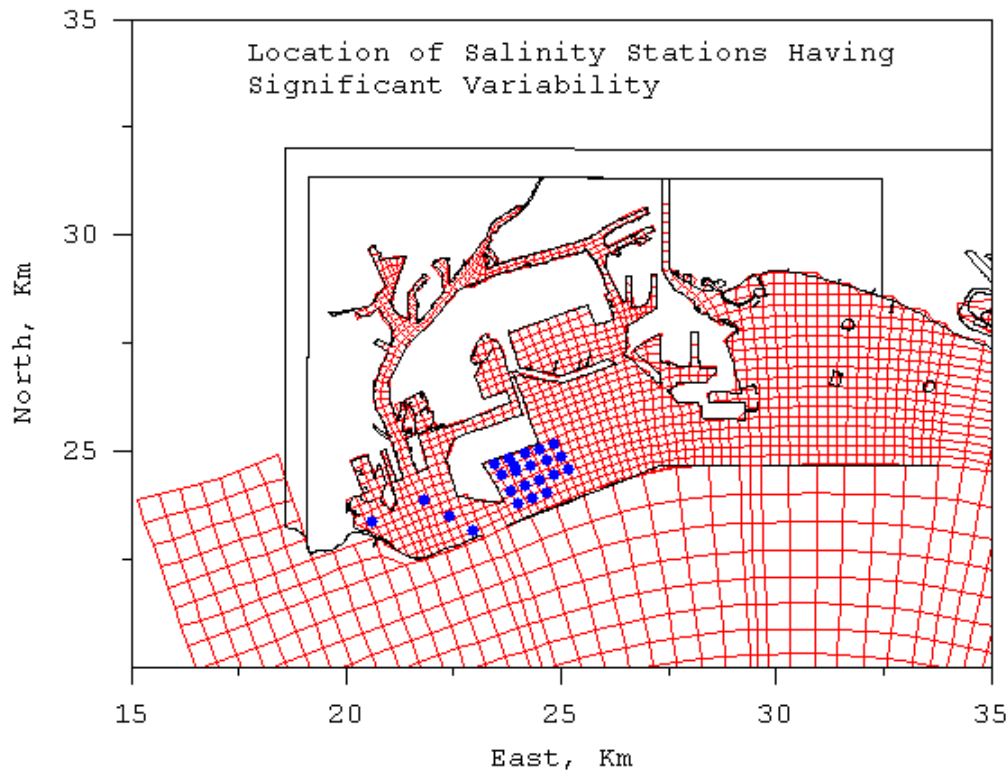 Location of Salinity Stations Having
Significant Variability
35
30
25
North, Km
15 20 25 30 35
East, Km